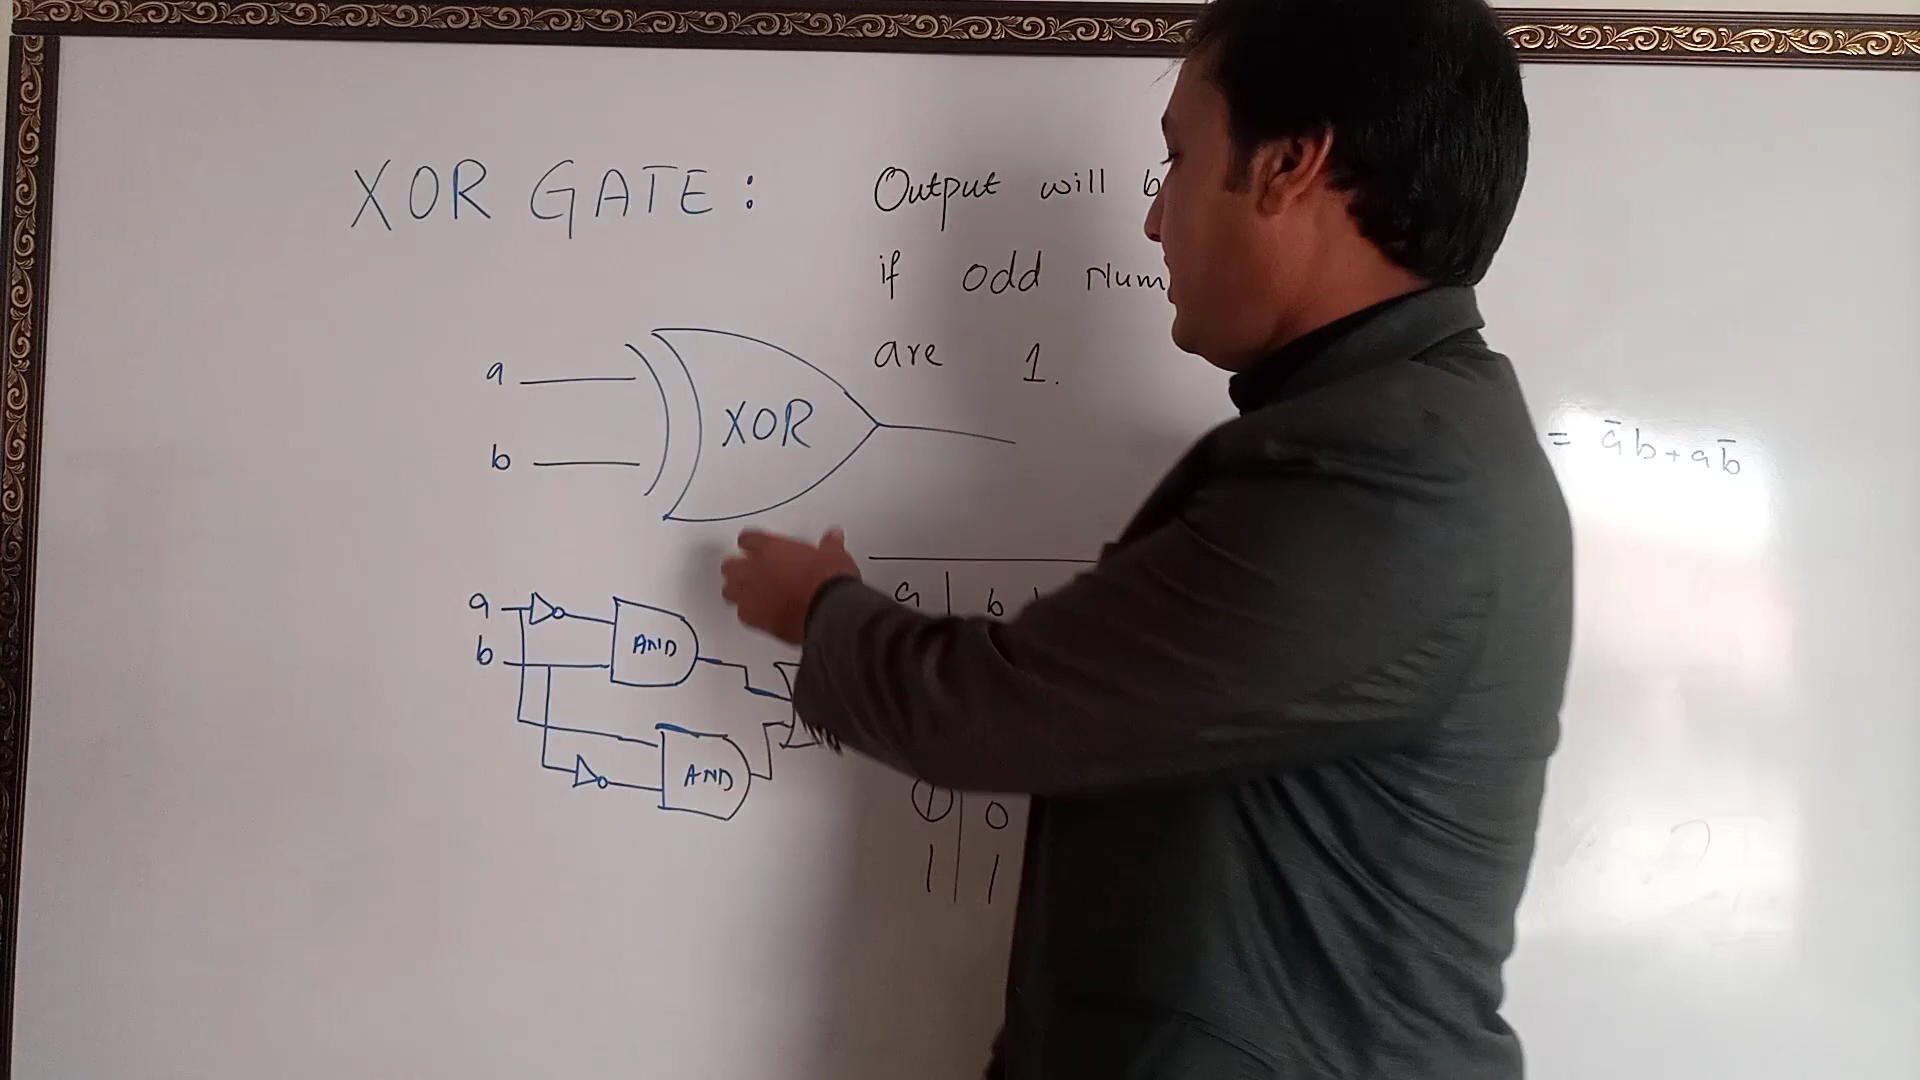 XOR GATE :
Output will b
if odd Num
are 1.
a
b
XOR
= āb + ab̄
a
b
AND
AND
a | b
1 0
1 1